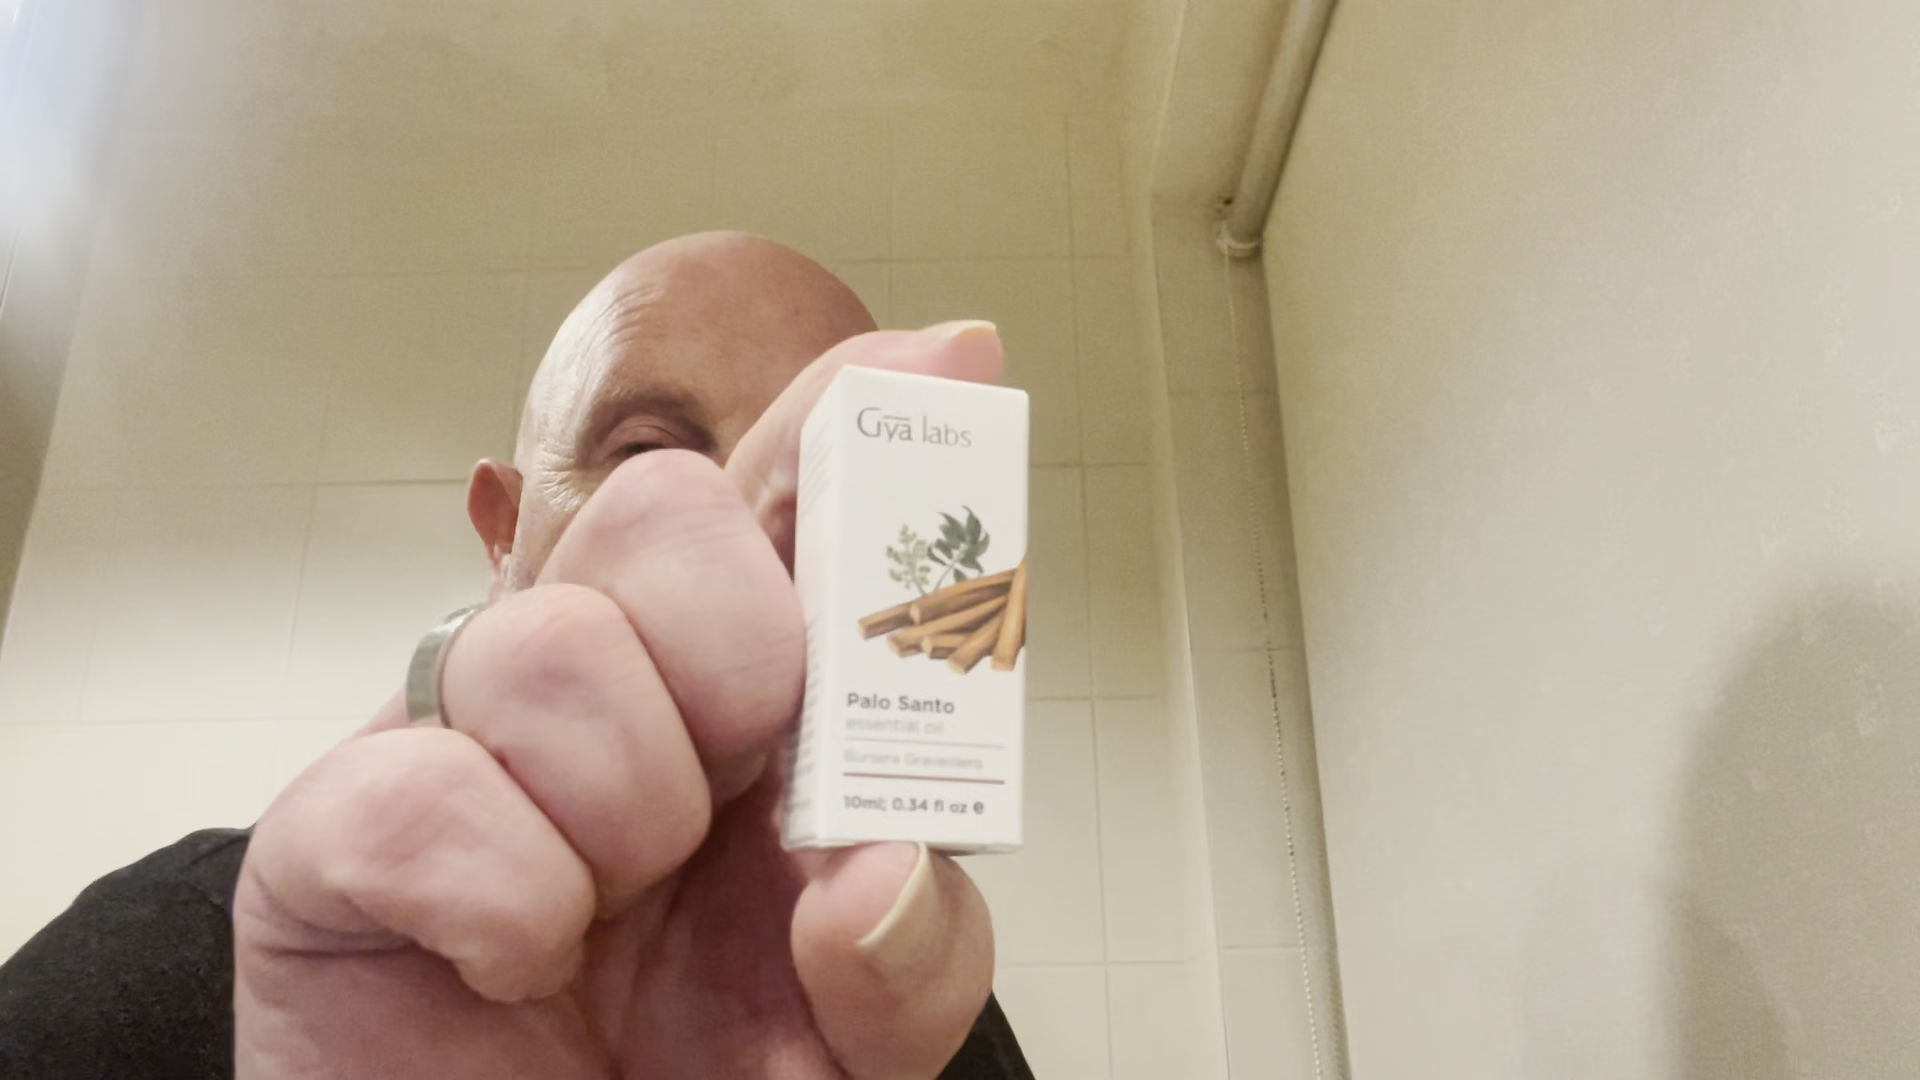 Gya labs
Palo Santo
essential oil
Bursera Graveolens
10ml; 0.34 fl oz e